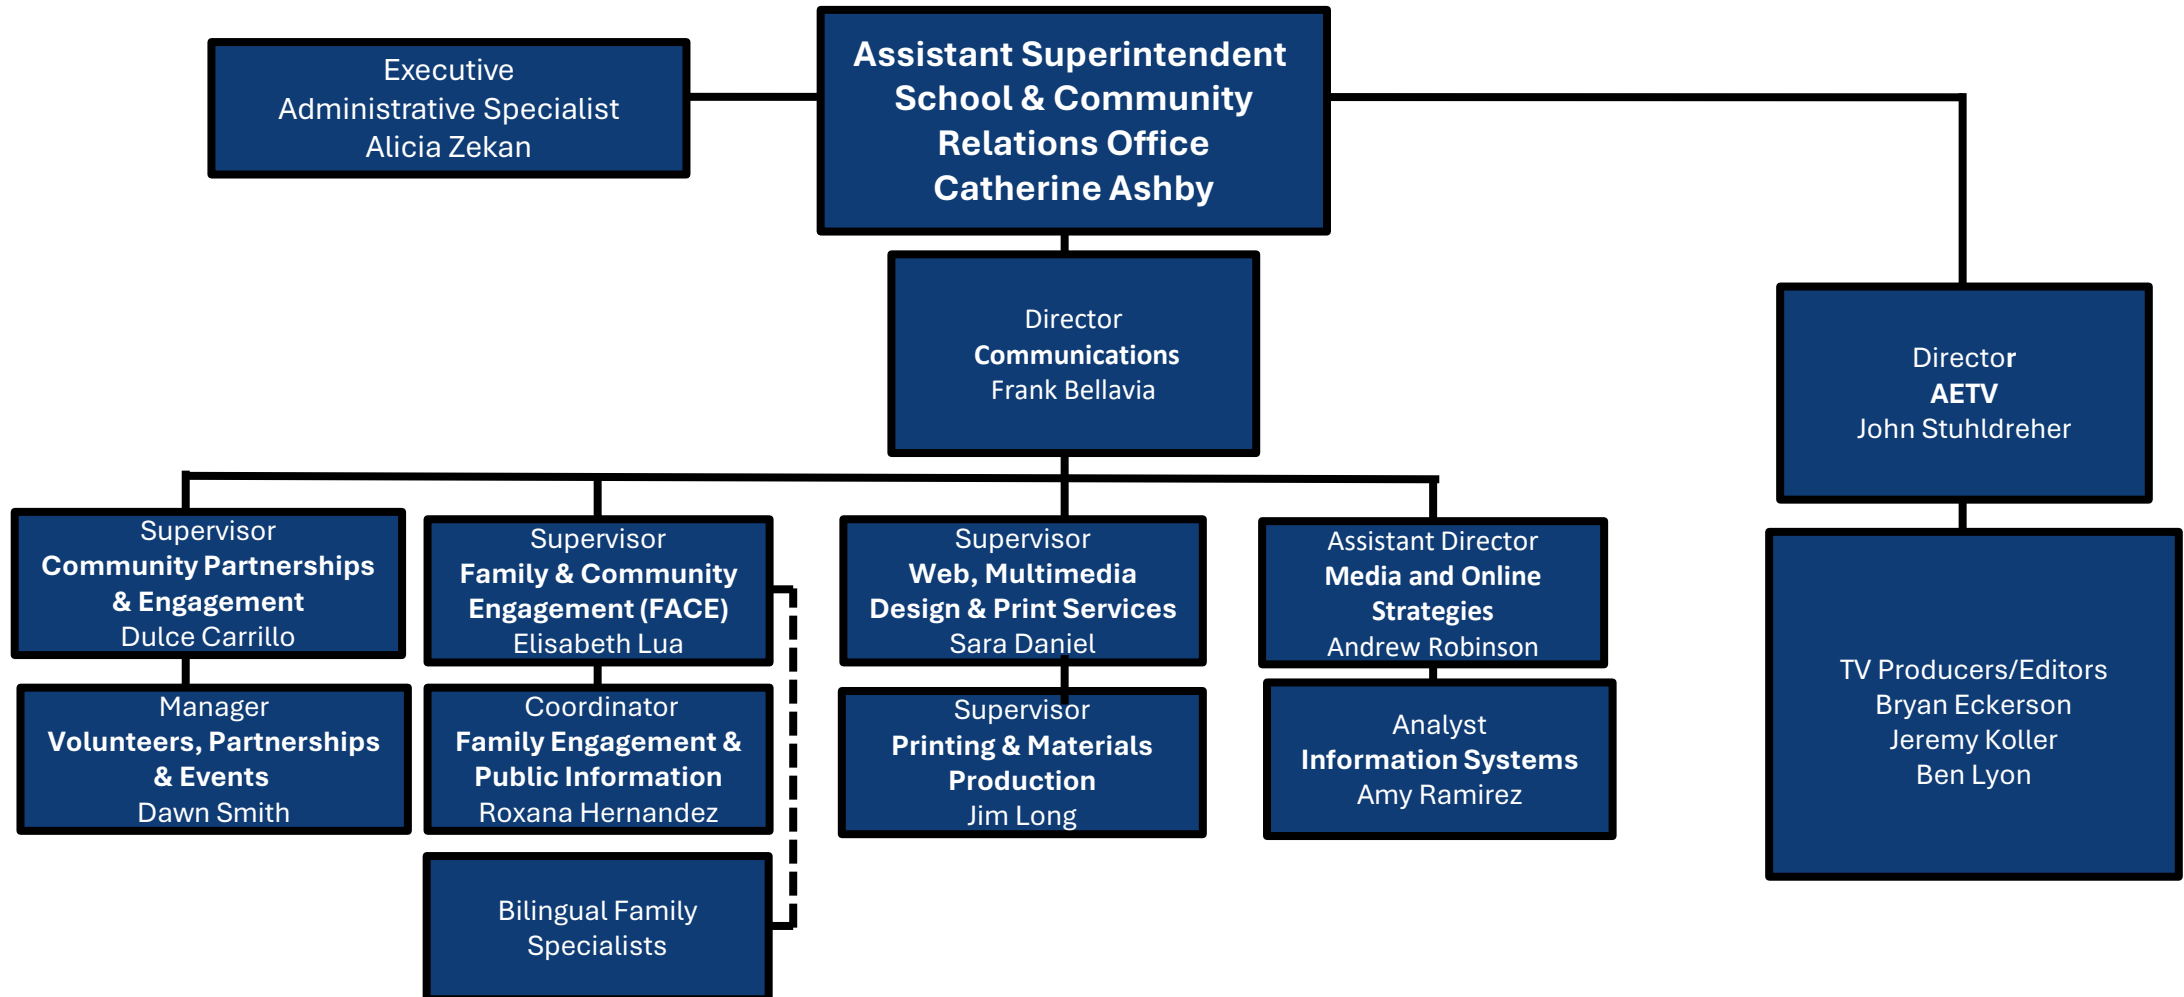 Executive
Administrative Specialist
Alicia Zekan
Assistant Superintendent
School & Community
Relations Office
Catherine Ashby
Director
Communications
Frank Bellavia
Director
AETV
John Stuhldreher
Supervisor
Community Partnerships
& Engagement
Dulce Carrillo
Supervisor
Family & Community
Engagement (FACE)
Elisabeth Lua
Supervisor
Web, Multimedia
Design & Print Services
Sara Daniel
Assistant Director
Media and Online
Strategies
Andrew Robinson
Manager
Volunteers, Partnerships
& Events
Dawn Smith
Coordinator
Family Engagement &
Public Information
Roxana Hernandez
Supervisor
Printing & Materials
Production
Jim Long
Analyst
Information Systems
Amy Ramirez
TV Producers/Editors
Bryan Eckerson
Jeremy Koller
Ben Lyon
Bilingual Family
Specialists